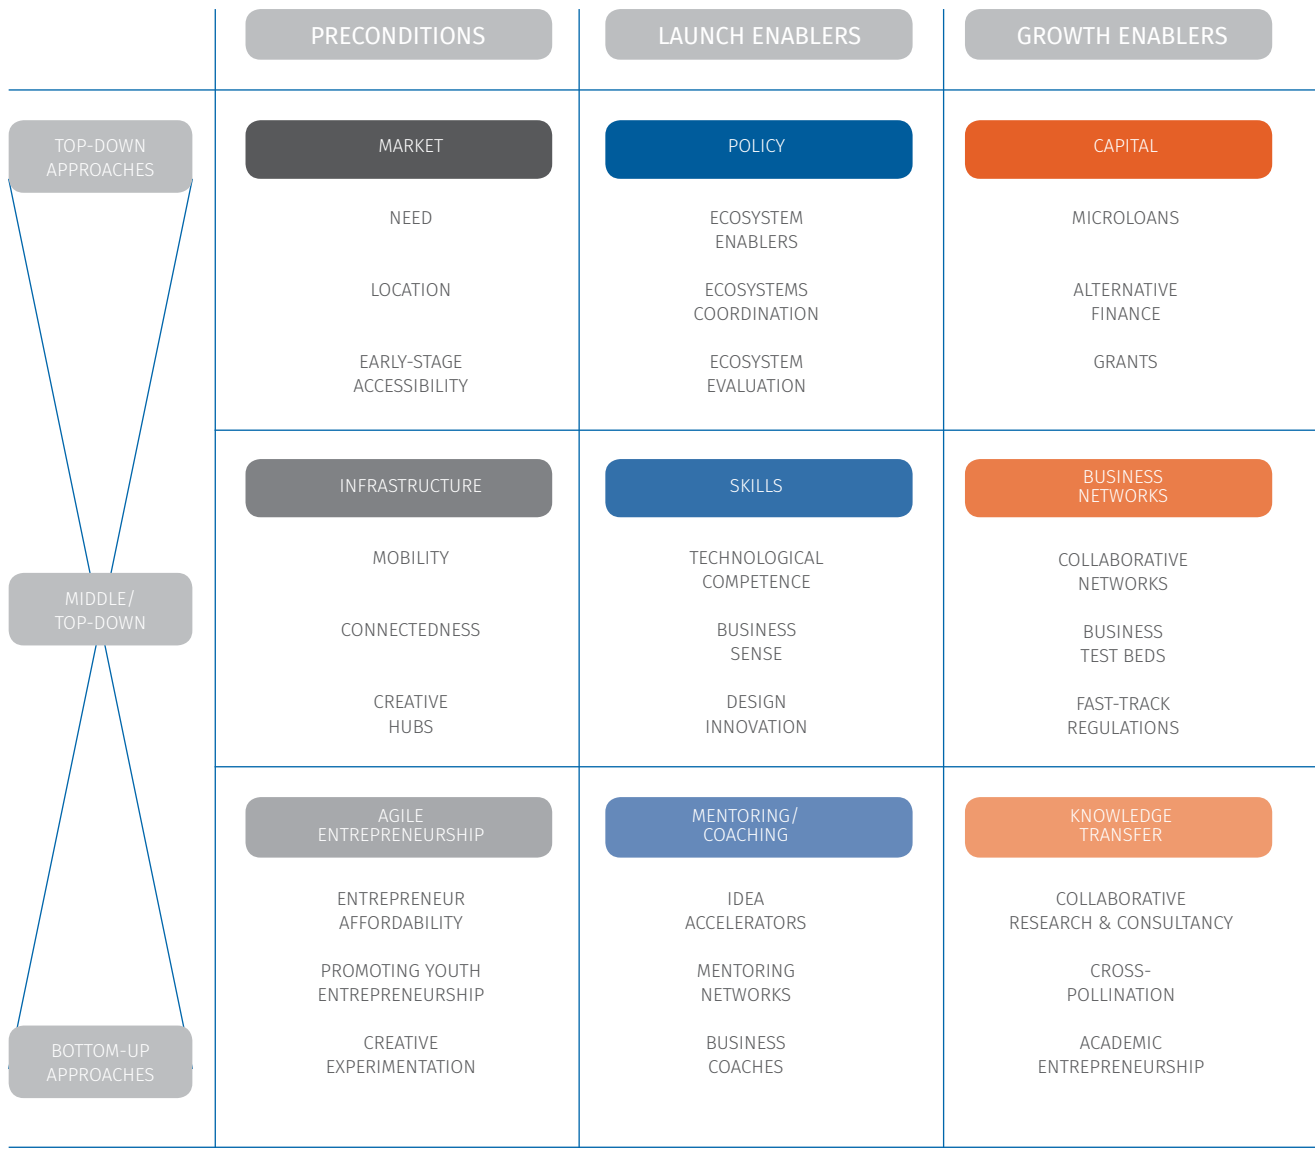 PRECONDITIONS
LAUNCH ENABLERS
GROWTH ENABLERS
TOP-DOWN
APPROACHES
MARKET
POLICY
CAPITAL
NEED
ECOSYSTEM
ENABLERS
MICROLOANS
LOCATION
ECOSYSTEMS
COORDINATION
ALTERNATIVE
FINANCE
EARLY-STAGE
ACCESSIBILITY
ECOSYSTEM
EVALUATION
GRANTS
MIDDLE/
TOP-DOWN
INFRASTRUCTURE
SKILLS
BUSINESS
NETWORKS
MOBILITY
TECHNOLOGICAL
COMPETENCE
COLLABORATIVE
NETWORKS
CONNECTEDNESS
BUSINESS
SENSE
BUSINESS
TEST BEDS
CREATIVE
HUBS
DESIGN
INNOVATION
FAST-TRACK
REGULATIONS
BOTTOM-UP
APPROACHES
AGILE
ENTREPRENEURSHIP
MENTORING/
COACHING
KNOWLEDGE
TRANSFER
ENTREPRENEUR
AFFORDABILITY
IDEA
ACCELERATORS
COLLABORATIVE
RESEARCH & CONSULTANCY
PROMOTING YOUTH
ENTREPRENEURSHIP
MENTORING
NETWORKS
CROSS-
POLLINATION
CREATIVE
EXPERIMENTATION
BUSINESS
COACHES
ACADEMIC
ENTREPRENEURSHIP